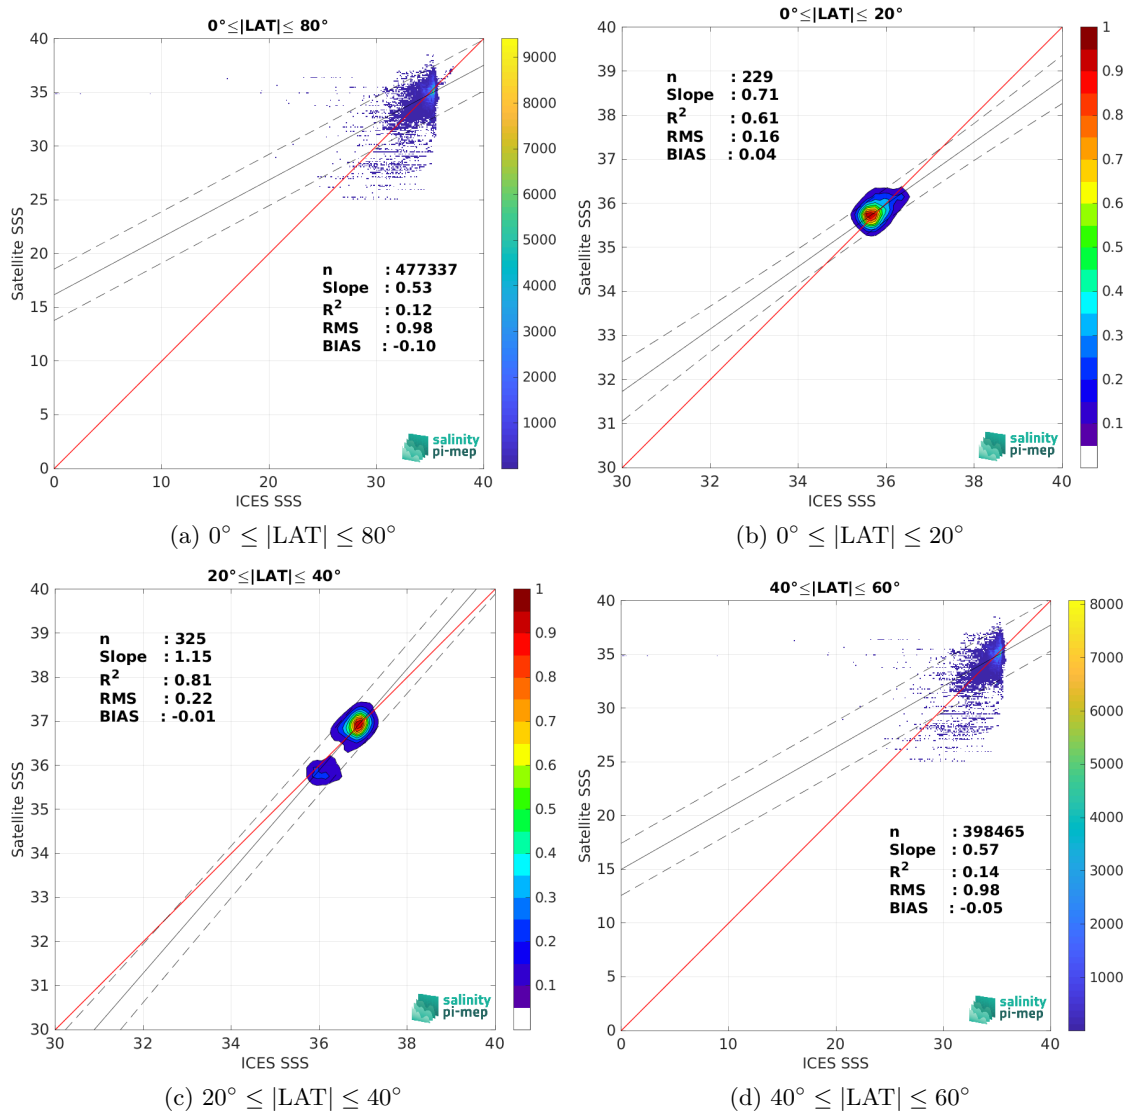 0°≤|LAT|≤ 80°
40
35
30
25
20
15
10
5
0
Satellite SSS
n : 477337
Slope : 0.53
R2 : 0.12
RMS : 0.98
BIAS : -0.10
salinity
pi-mep
0 10 20 30 40
ICES SSS
9000
8000
7000
6000
5000
4000
3000
2000
1000
(a) 0° ≤ |LAT| ≤ 80°
0°≤|LAT|≤ 20°
40
39
38
37
36
35
34
33
32
31
30
Satellite SSS
n : 229
Slope : 0.71
R2 : 0.61
RMS : 0.16
BIAS : 0.04
salinity
pi-mep
30 32 34 36 38 40
ICES SSS
1
0.9
0.8
0.7
0.6
0.5
0.4
0.3
0.2
0.1
(b) 0° ≤ |LAT| ≤ 20°
20°≤|LAT|≤ 40°
40
39
38
37
36
35
34
33
32
31
30
Satellite SSS
n : 325
Slope : 1.15
R2 : 0.81
RMS : 0.22
BIAS : -0.01
salinity
pi-mep
30 32 34 36 38 40
ICES SSS
1
0.9
0.8
0.7
0.6
0.5
0.4
0.3
0.2
0.1
(c) 20° ≤ |LAT| ≤ 40°
40°≤|LAT|≤ 60°
40
35
30
25
20
15
10
5
0
Satellite SSS
n : 398465
Slope : 0.57
R2 : 0.14
RMS : 0.98
BIAS : -0.05
salinity
pi-mep
0 10 20 30 40
ICES SSS
8000
7000
6000
5000
4000
3000
2000
1000
(d) 40° ≤ |LAT| ≤ 60°